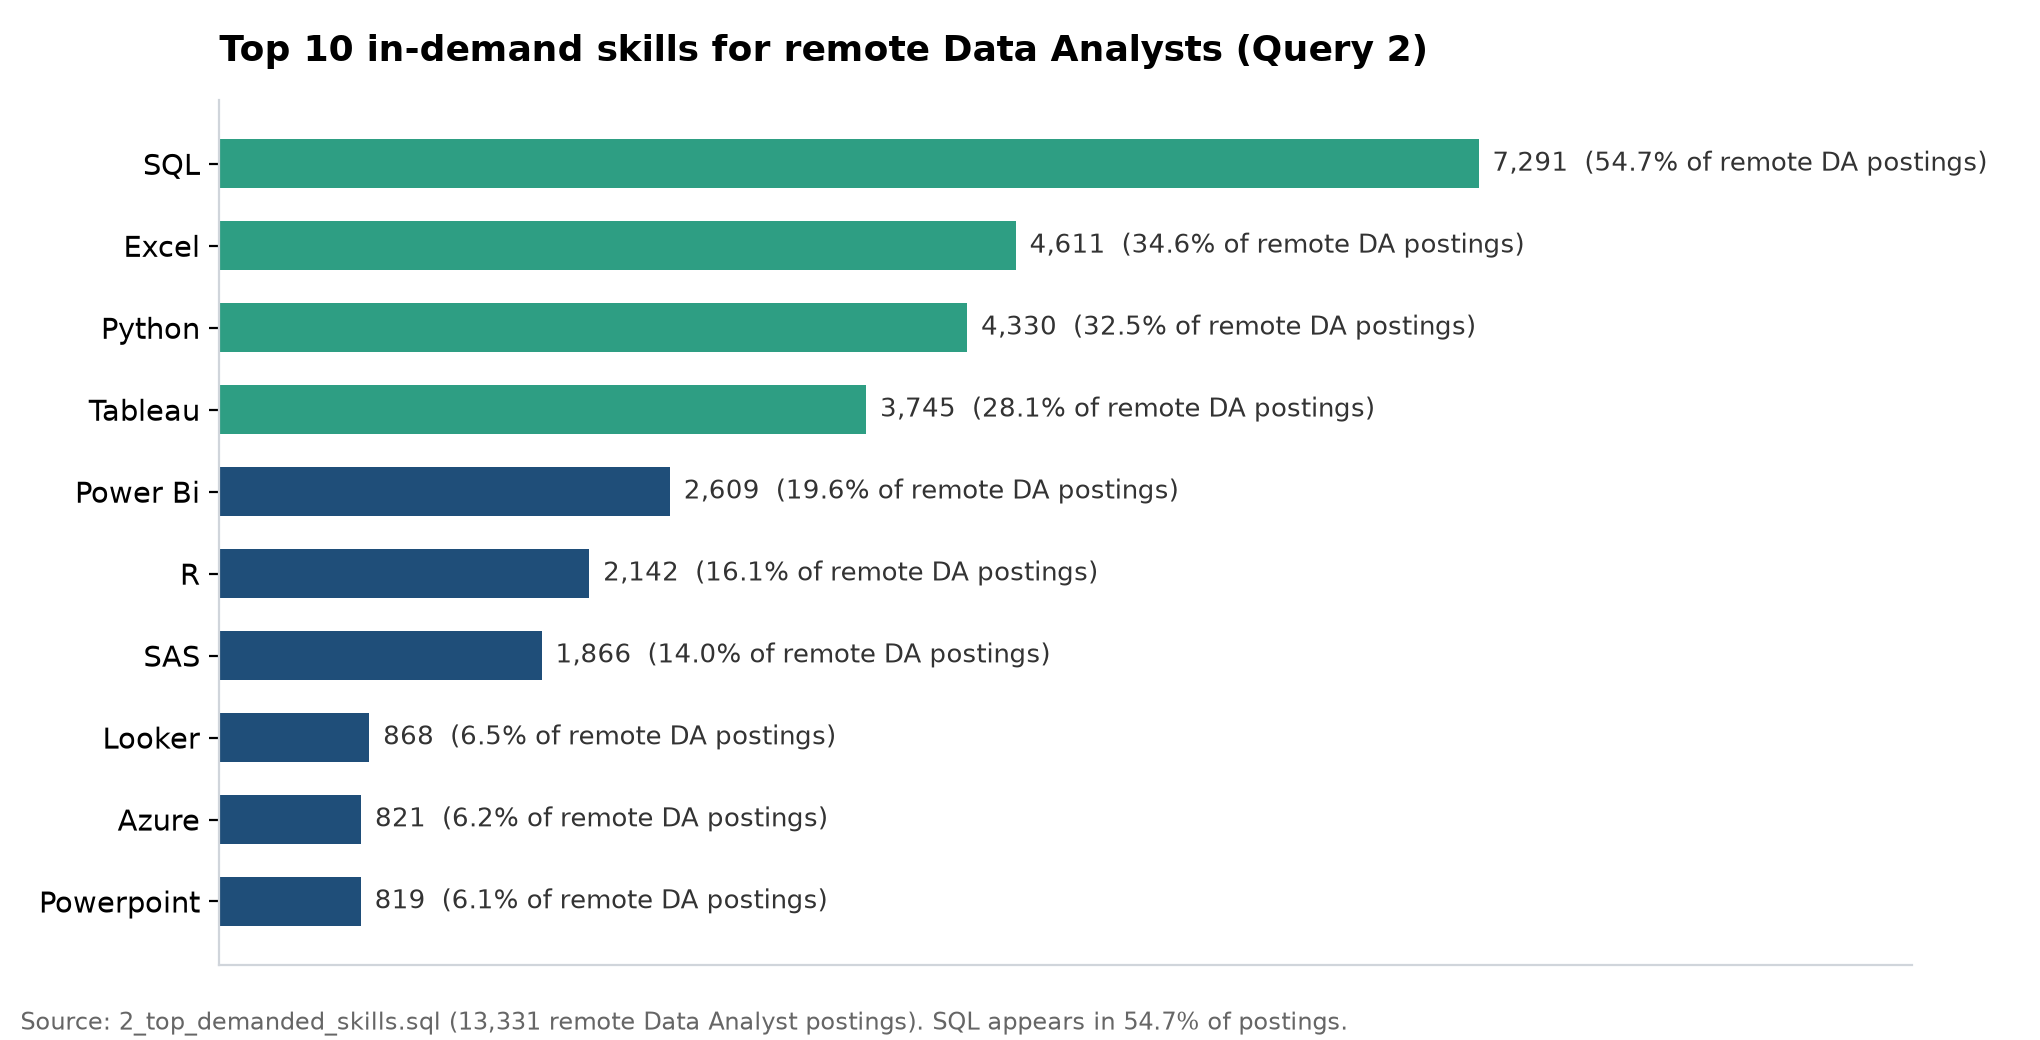 Top 10 in-demand skills for remote Data Analysts (Query 2)
SQL 7,291 (54.7% of remote DA postings)
Excel 4,611 (34.6% of remote DA postings)
Python 4,330 (32.5% of remote DA postings)
Tableau 3,745 (28.1% of remote DA postings)
Power Bi 2,609 (19.6% of remote DA postings)
R 2,142 (16.1% of remote DA postings)
SAS 1,866 (14.0% of remote DA postings)
Looker 868 (6.5% of remote DA postings)
Azure 821 (6.2% of remote DA postings)
Powerpoint 819 (6.1% of remote DA postings)
Source: 2_top_demanded_skills.sql (13,331 remote Data Analyst postings). SQL appears in 54.7% of postings.